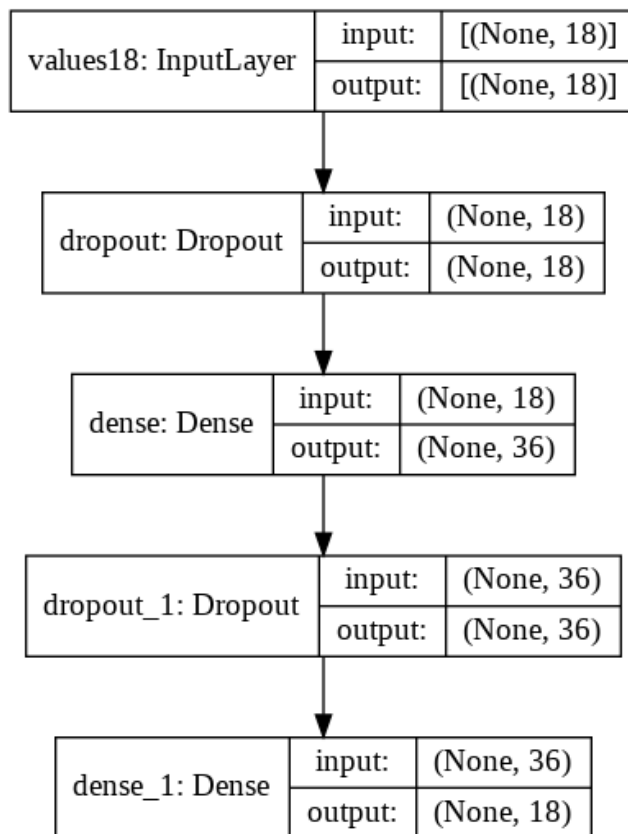 values18: InputLayer
input: [(None, 18)]
output: [(None, 18)]
dropout: Dropout
input: (None, 18)
output: (None, 18)
dense: Dense
input: (None, 18)
output: (None, 36)
dropout_1: Dropout
input: (None, 36)
output: (None, 36)
dense_1: Dense
input: (None, 36)
output: (None, 18)